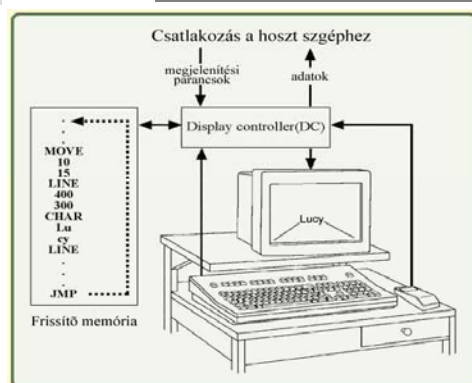 Csatlakozás a hoszt szgéphez
megjelenítési
parancsok
adatok
Display controller(DC)
.
.
.
MOVE
10
15
LINE
400
300
CHAR
Lu
cy
LINE
.
.
.
JMP
Lucy
Frissítõ memória